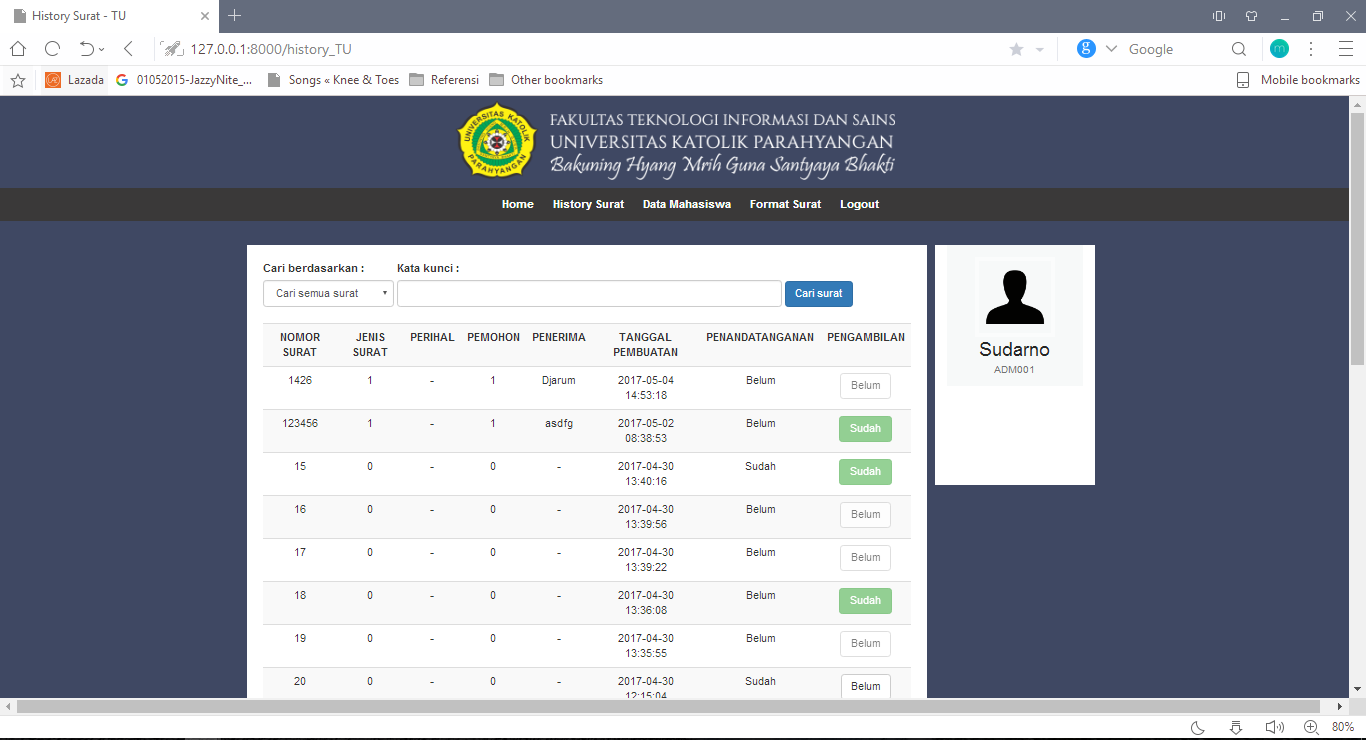 History Surat - TU
127.0.0.1:8000/history_TU
Google
Lazada
01052015-JazzyNite_...
Songs « Knee & Toes
Referensi
Other bookmarks
Mobile bookmarks
UNIVERSITAS KATOLIK
PARAHYANGAN
FAKULTAS TEKNOLOGI INFORMASI DAN SAINS
UNIVERSITAS KATOLIK PARAHYANGAN
Bakuning Hyang Mrih Guna Santyaya Bhakti
Home History Surat Data Mahasiswa Format Surat Logout
Cari berdasarkan : Kata kunci :
Cari semua surat Cari surat
NOMOR SURAT JENIS SURAT PERIHAL PEMOHON PENERIMA TANGGAL PEMBUATAN PENANDATANGANAN PENGAMBILAN
1426 1 - 1 Djarum 2017-05-04 14:53:18 Belum Belum
123456 1 - 1 asdfg 2017-05-02 08:38:53 Belum Sudah
15 0 - 0 - 2017-04-30 13:40:16 Sudah Sudah
16 0 - 0 - 2017-04-30 13:39:56 Belum Belum
17 0 - 0 - 2017-04-30 13:39:22 Belum Belum
18 0 - 0 - 2017-04-30 13:36:08 Belum Sudah
19 0 - 0 - 2017-04-30 13:35:55 Belum Belum
20 0 - 0 - 2017-04-30 12:15:04 Sudah Belum
Sudarno
ADM001
80%